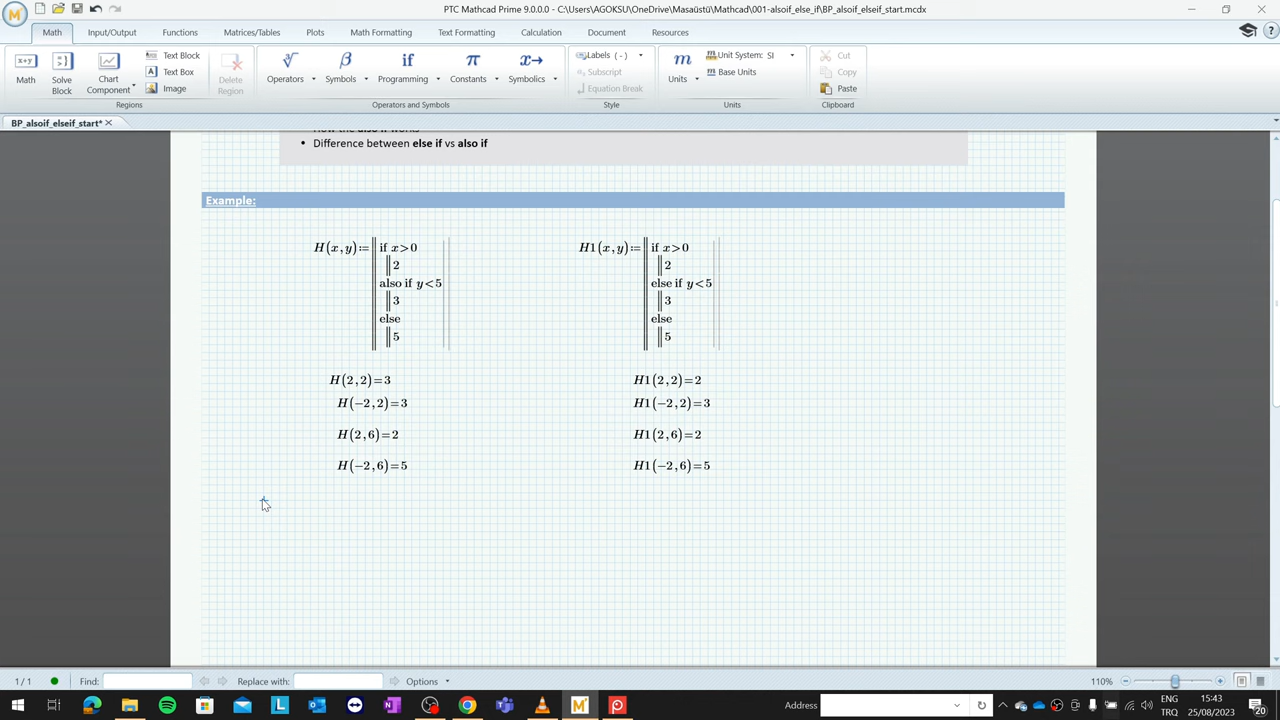 PTC Mathcad Prime 9.0.0.0 - C:\Users\AGOKSU\OneDrive\Masaüstü\Mathcad\001-alsoif_else_if\BP_alsoif_elseif_start.mcdx
Math Input/Output Functions Matrices/Tables Plots Math Formatting Text Formatting Calculation Document Resources
Math
Solve Block
Chart Component
Text Block
Text Box
Image
Delete Region
Operators
Symbols
Programming
Constants
Symbolics
Labels ( - )
Subscript
Equation Break
Units
Unit System: SI
Base Units
Cut
Copy
Paste
Regions Operators and Symbols Style Units Clipboard
BP_alsoif_elseif_start*
How the also if works
• Difference between else if vs also if
Example:
H(x,y):=
if x>0
2
also if y<5
3
else
5
H1(x,y):=
if x>0
2
else if y<5
3
else
5
H(2,2)=3
H(−2,2)=3
H(2,6)=2
H(−2,6)=5
H1(2,2)=2
H1(−2,2)=3
H1(2,6)=2
H1(−2,6)=5
1 / 1 Find: Replace with: Options 110%
Address
ENG
TRQ
15:43
25/08/2023
20